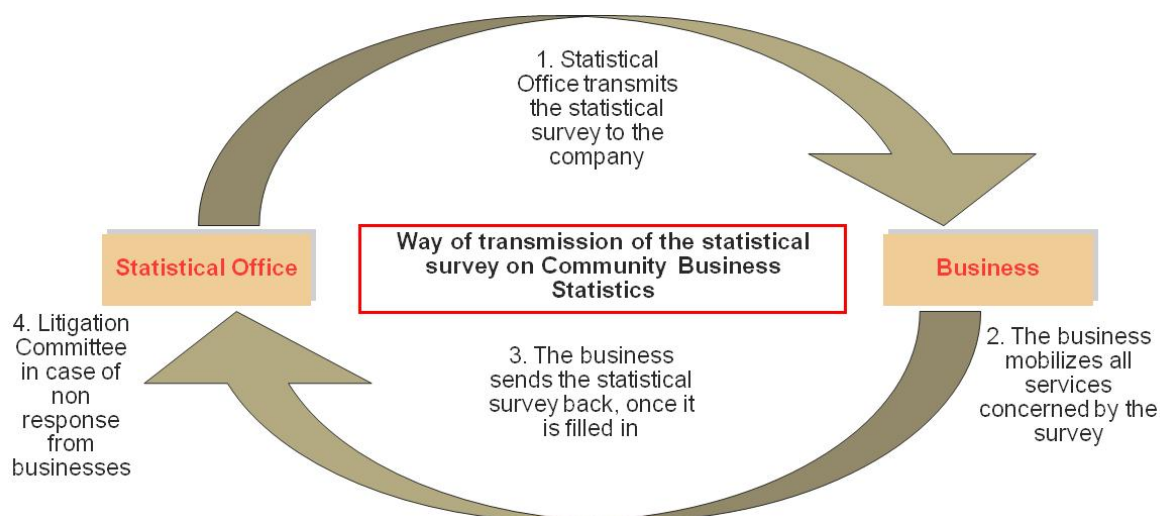 1. Statistical
Office transmits
the statistical
survey to the
company
Statistical Office
Way of transmission of the statistical
survey on Community Business
Statistics
Business
2. The business
mobilizes all
services
concerned by the
survey
3. The business
sends the statistical
survey back, once it
is filled in
4. Litigation
Committee
in case of
non
response
from
businesses